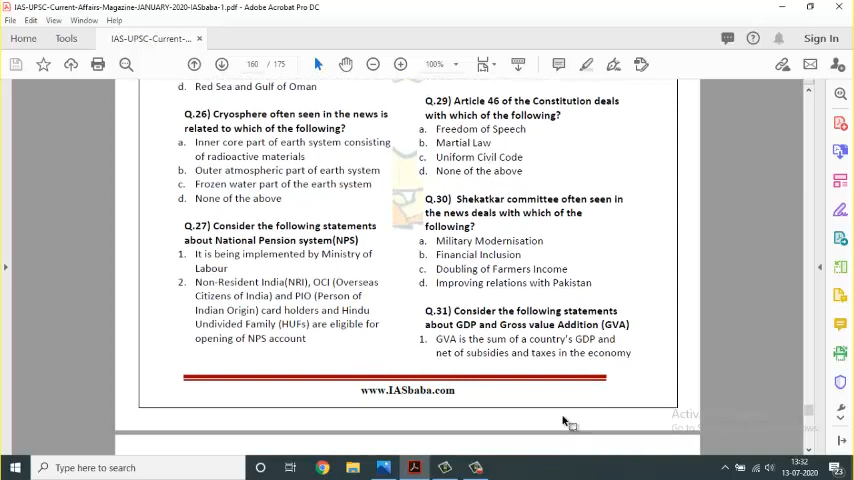 IAS-UPSC-Current-Affairs-Magazine-JANUARY-2020-IASbaba-1.pdf - Adobe Acrobat Pro DC
File Edit View Window Help
Home Tools IAS-UPSC-Current-... × Sign In
160 / 175 100%
d. Red Sea and Gulf of Oman
Q.26) Cryosphere often seen in the news is
related to which of the following?
a. Inner core part of earth system consisting
of radioactive materials
b. Outer atmospheric part of earth system
c. Frozen water part of the earth system
d. None of the above
Q.27) Consider the following statements
about National Pension system(NPS)
1. It is being implemented by Ministry of
Labour
2. Non-Resident India(NRI), OCI (Overseas
Citizens of India) and PIO (Person of
Indian Origin) card holders and Hindu
Undivided Family (HUFs) are eligible for
opening of NPS account
Q.29) Article 46 of the Constitution deals
with which of the following?
a. Freedom of Speech
b. Martial Law
c. Uniform Civil Code
d. None of the above
Q.30) Shekatkar committee often seen in
the news deals with which of the
following?
a. Military Modernisation
b. Financial Inclusion
c. Doubling of Farmers Income
d. Improving relations with Pakistan
Q.31) Consider the following statements
about GDP and Gross value Addition (GVA)
1. GVA is the sum of a country's GDP and
net of subsidies and taxes in the economy
www.IASbaba.com
Type here to search
13:32
13-07-2020
23